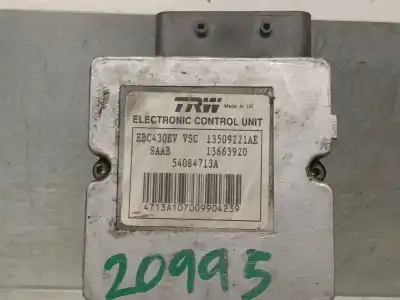 TRW Made in UK
ELECTRONIC CONTROL UNIT
EBC430EV VSC 13509221AE
SAAB 13663920
54084713A
4713A107009904239
20995